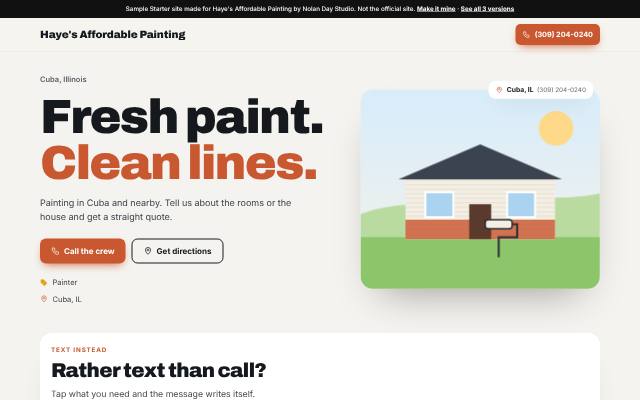 Sample Starter site made for Haye's Affordable Painting by Nolan Day Studio. Not the official site. Make it mine · See all 3 versions
Haye's Affordable Painting
(309) 204-0240
Cuba, Illinois
Fresh paint.
Clean lines.
Painting in Cuba and nearby. Tell us about the rooms or the
house and get a straight quote.
Call the crew
Get directions
Painter
Cuba, IL
Cuba, IL (309) 204-0240
TEXT INSTEAD
Rather text than call?
Tap what you need and the message writes itself.